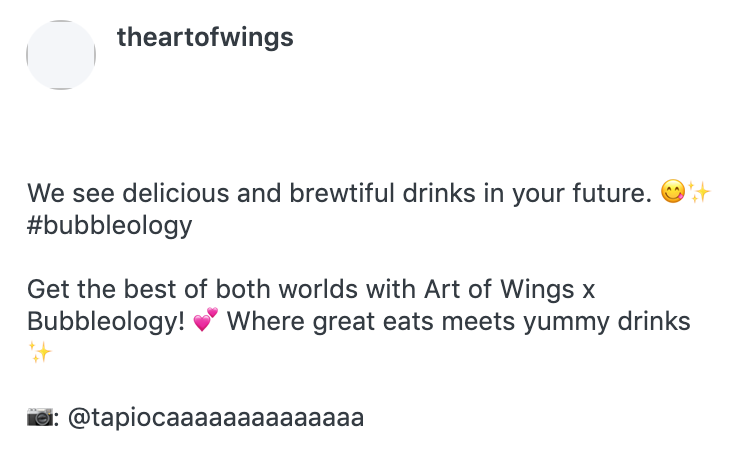 theartofwings
We see delicious and brewtiful drinks in your future. 😋✨
#bubbleology
Get the best of both worlds with Art of Wings x
Bubbleology! 💕 Where great eats meets yummy drinks
✨
📷: @tapiocaaaaaaaaaaaaaa